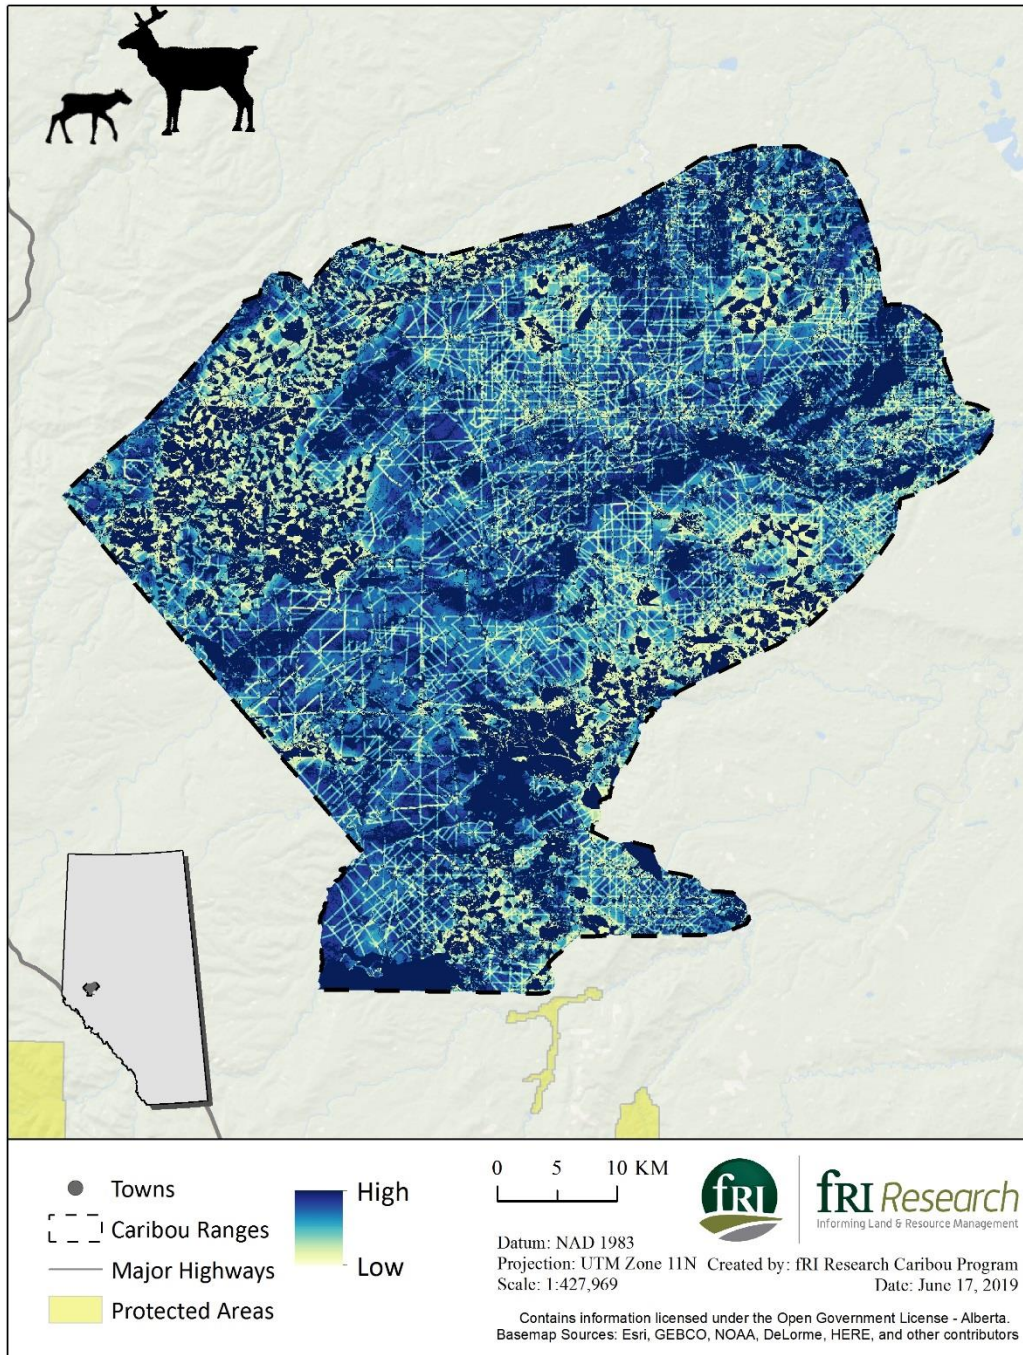 Towns
Caribou Ranges
Major Highways
Protected Areas
High
Low
0 5 10 KM
Datum: NAD 1983
Projection: UTM Zone 11N
Scale: 1:427,969
fRI
fRI Research
Informing Land & Resource Management
Created by: fRI Research Caribou Program
Date: June 17, 2019
Contains information licensed under the Open Government License - Alberta.
Basemap Sources: Esri, GEBCO, NOAA, DeLorme, HERE, and other contributors